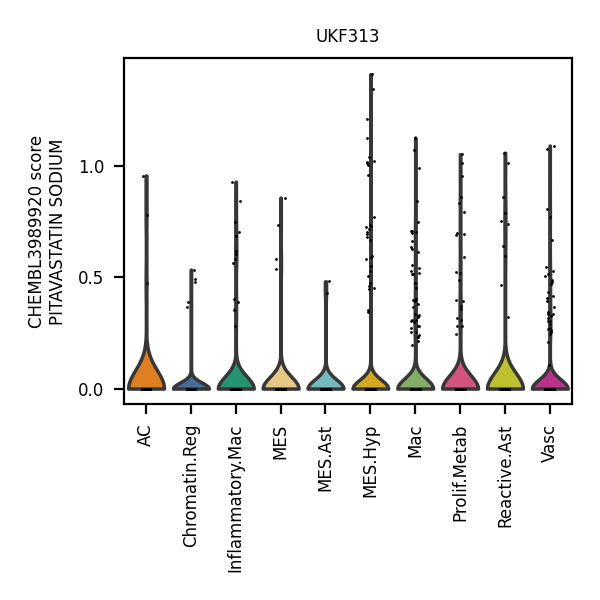 UKF313
CHEMBL3989920 score
PITAVASTATIN SODIUM
1.0
0.5
0.0
AC
Chromatin.Reg
Inflammatory.Mac
MES
MES.Ast
MES.Hyp
Mac
Prolif.Metab
Reactive.Ast
Vasc